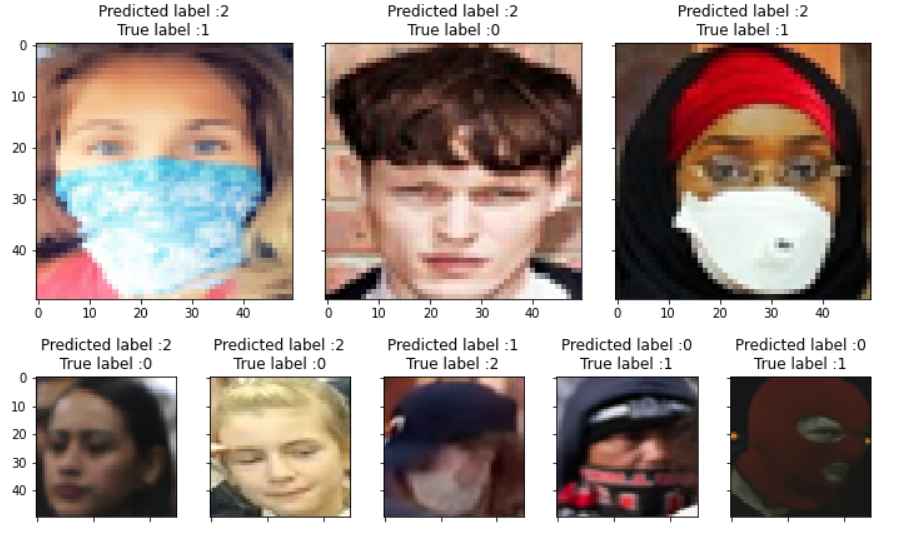 Predicted label :2
True label :1
Predicted label :2
True label :0
Predicted label :2
True label :1
0
10
20
30
40
0 10 20 30 40
0 10 20 30 40
0 10 20 30 40
Predicted label :2
True label :0
Predicted label :2
True label :0
Predicted label :1
True label :2
Predicted label :0
True label :1
Predicted label :0
True label :1
0
10
20
30
40